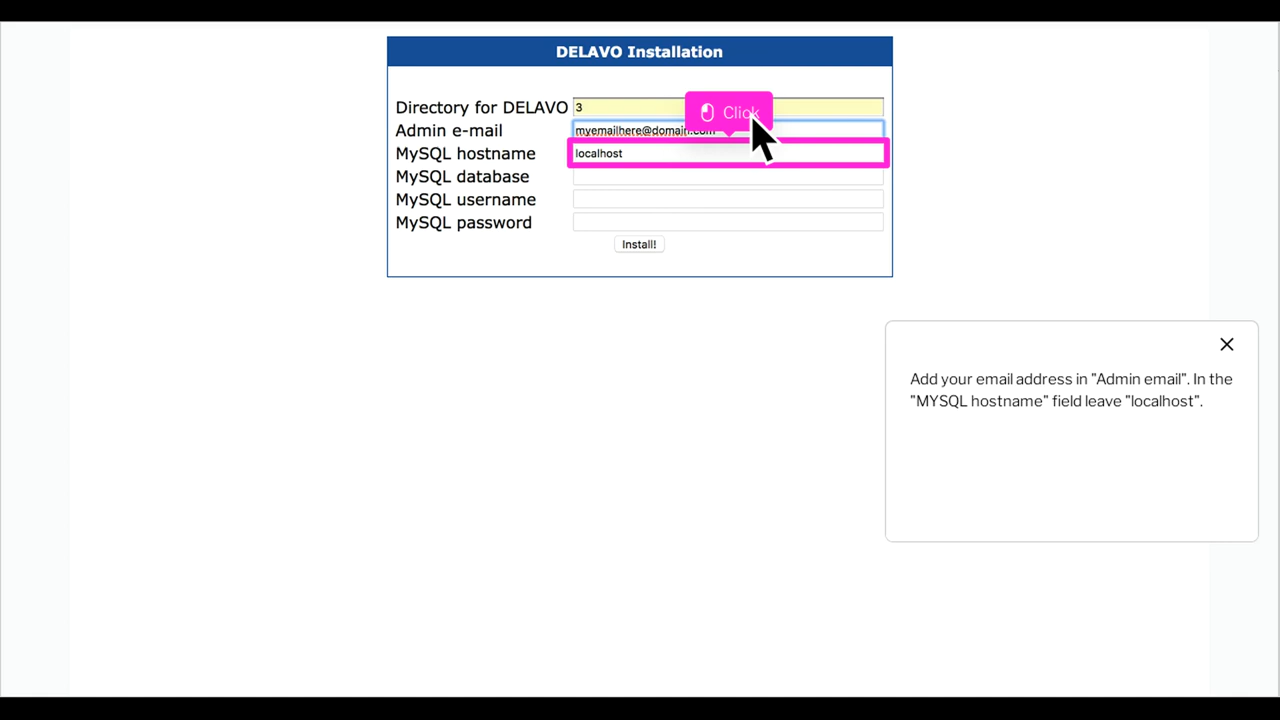 DELAVO Installation
Directory for DELAVO 3
Admin e-mail myemailhere@domain.com
Click
MySQL hostname localhost
MySQL database
MySQL username
MySQL password
Install!
Add your email address in "Admin email". In the
"MYSQL hostname" field leave "localhost".